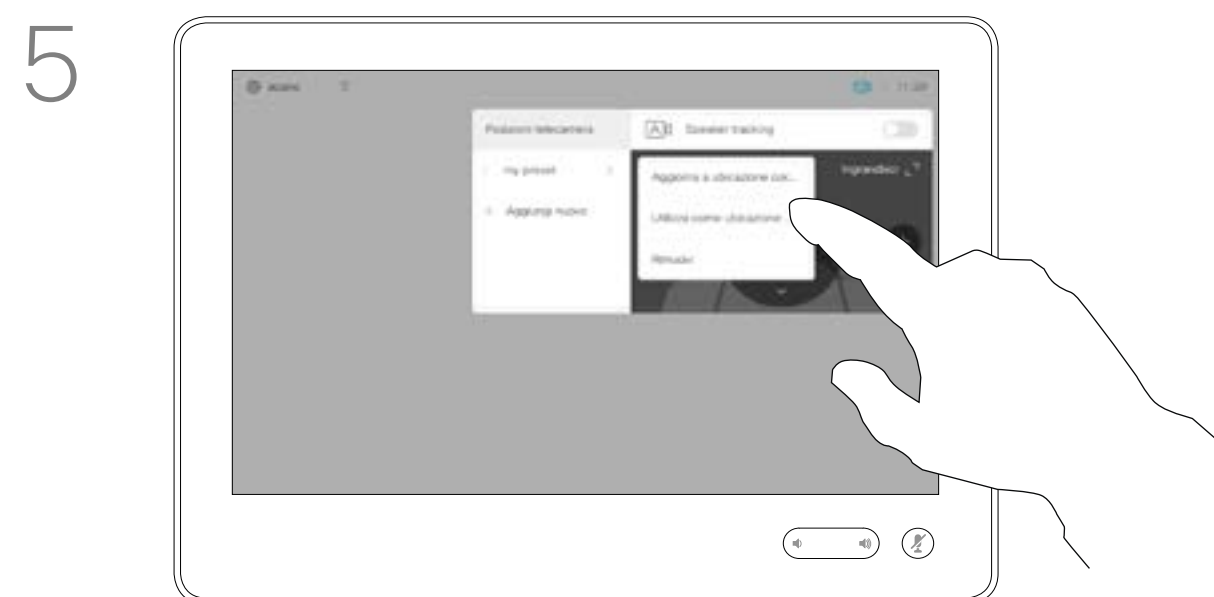 5
Posizioni telecamera
Speaker tracking
my preset
Aggiorna a ubicazione cor...
Ingrandisci
Aggiungi nuovo
Utilizza come ubicazione
Rimuovi